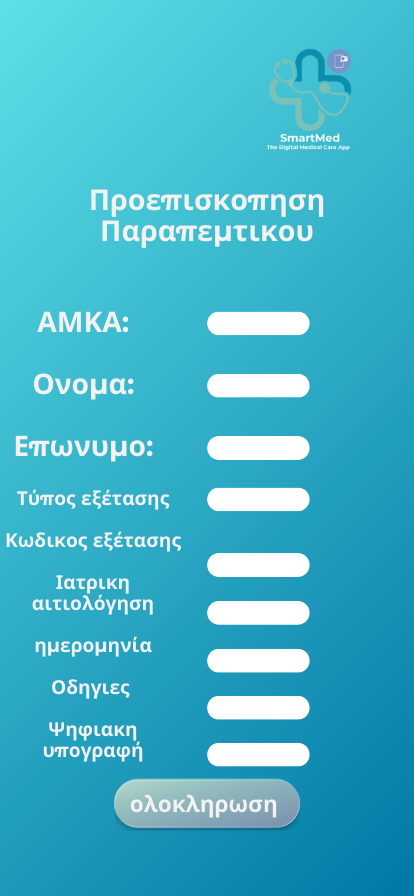 SmartMed
The Digital Medical Care App
Προεπισκοπηση
Παραπεμτικου
ΑΜΚΑ:
Ονομα:
Επωνυμο:
Τύπος εξέτασης
Κωδικος εξέτασης
Ιατρικη
αιτιολόγηση
ημερομηνία
Οδηγιες
Ψηφιακη
υπογραφή
ολοκληρωση